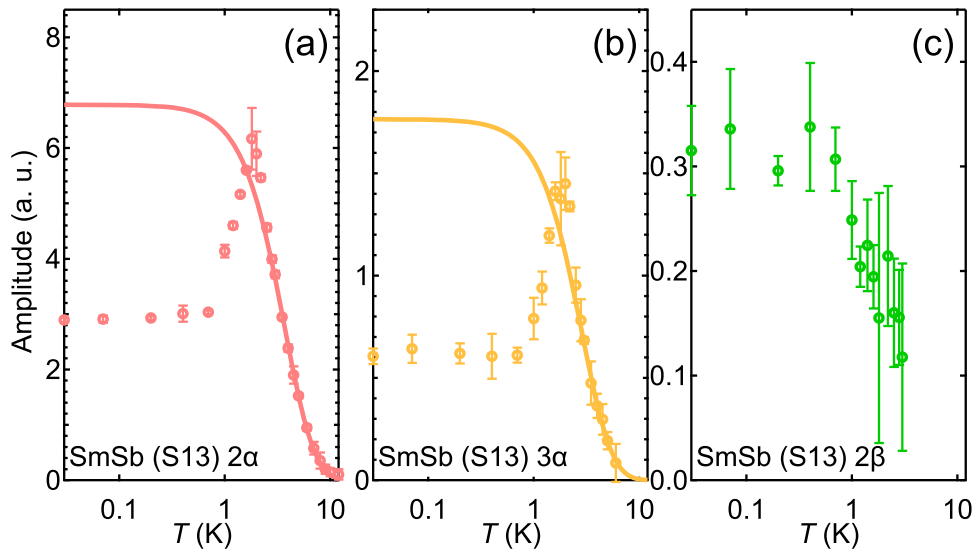 (a)
(b)
(c)
Amplitude (a. u.)
8
6
4
2
0
2
1
0
0.4
0.3
0.2
0.1
0.0
SmSb (S13) 2α
SmSb (S13) 3α
SmSb (S13) 2β
0.1 1 10
0.1 1 10
0.1 1 10
T (K)
T (K)
T (K)